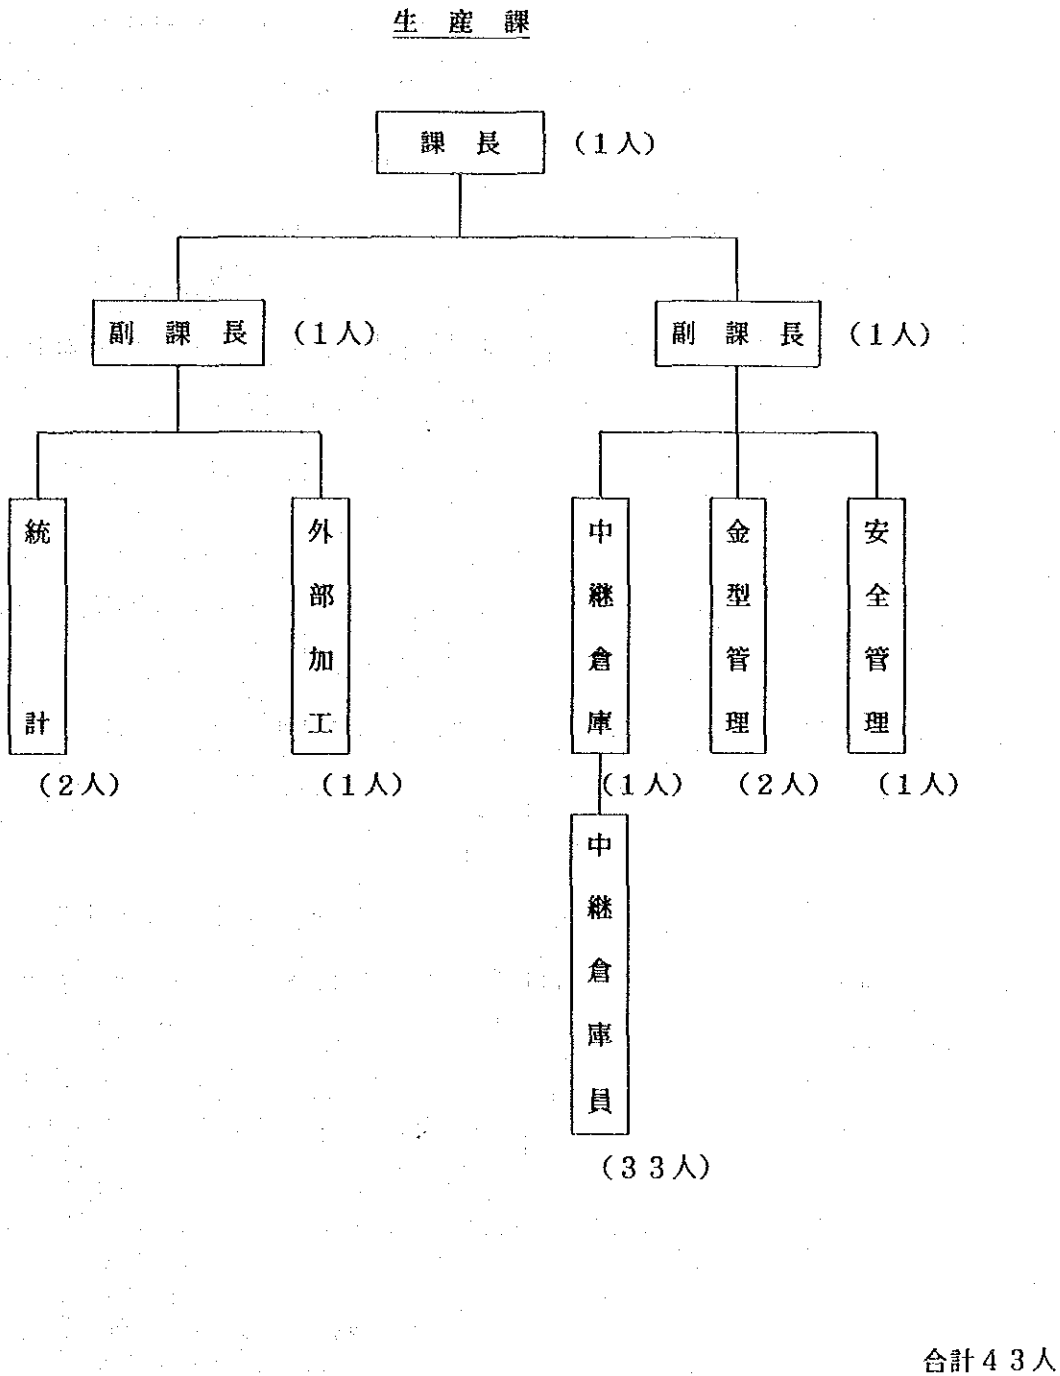 生産課
課長 (1人)
副課長 (1人)
副課長 (1人)
統計
(2人)
外部加工
(1人)
中継倉庫
(1人)
金型管理
(2人)
安全管理
(1人)
中継倉庫員
(33人)
合計43人